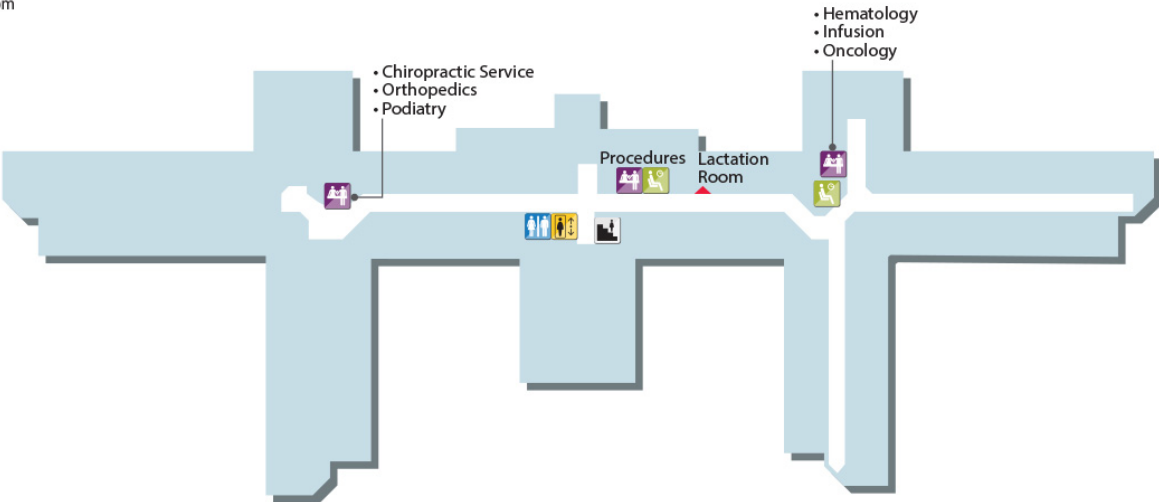 • Hematology
• Infusion
• Oncology
• Chiropractic Service
• Orthopedics
• Podiatry
Procedures
Lactation
Room